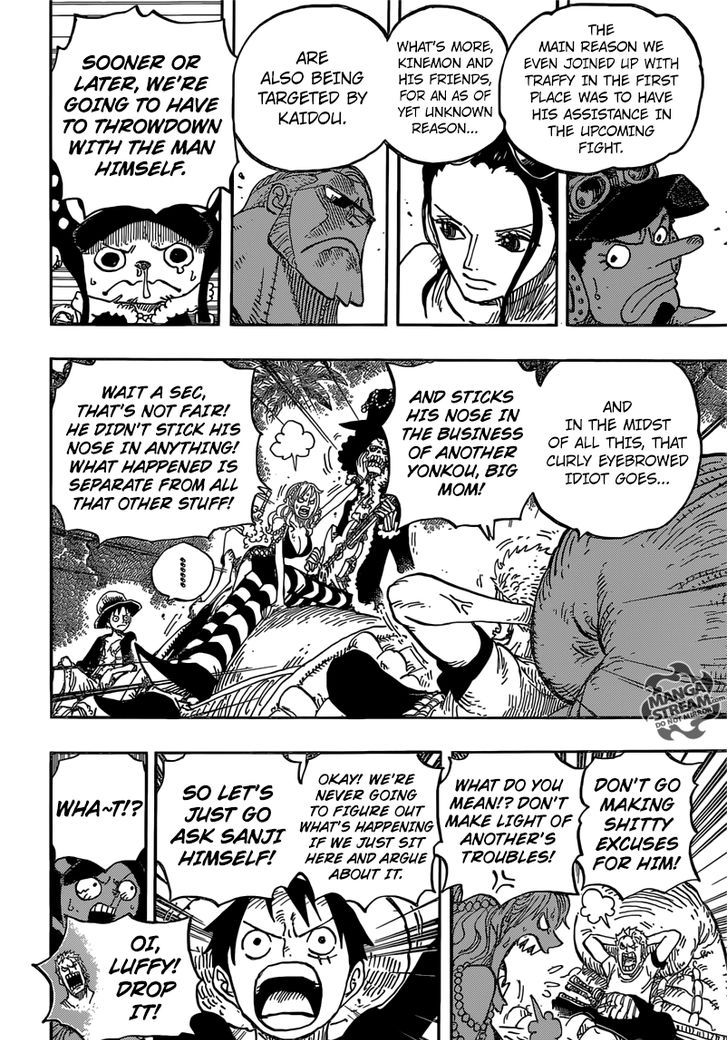 THE
MAIN REASON WE
EVEN JOINED UP WITH
TRAFFY IN THE FIRST
PLACE WAS TO HAVE
HIS ASSISTANCE IN
THE UPCOMING
FIGHT.
WHAT'S MORE,
KINEMON AND
HIS FRIENDS,
FOR AN AS OF
YET UNKNOWN
REASON...
ARE
ALSO BEING
TARGETED BY
KAIDOU.
SOONER OR
LATER, WE'RE
GOING TO HAVE
TO THROWDOWN
WITH THE MAN
HIMSELF.
AND
IN THE MIDST
OF ALL THIS, THAT
CURLY EYEBROWED
IDIOT GOES...
AND STICKS
HIS NOSE IN
THE BUSINESS
OF ANOTHER
YONKOU, BIG
MOM!
WAIT A SEC,
THAT'S NOT FAIR!
HE DIDN'T STICK HIS
NOSE IN ANYTHING!
WHAT HAPPENED IS
SEPARATE FROM ALL
THAT OTHER STUFF!
MANGA
STREAM.com
DO NOT MIRROR
DON'T GO
MAKING
SHITTY
EXCUSES
FOR HIM!
WHAT DO YOU
MEAN!? DON'T
MAKE LIGHT OF
ANOTHER'S
TROUBLES!
OKAY! WE'RE
NEVER GOING
TO FIGURE OUT
WHAT'S HAPPENING
IF WE JUST SIT
HERE AND ARGUE
ABOUT IT.
SO LET'S
JUST GO
ASK SANJI
HIMSELF!
WHA~T!?
OI,
LUFFY!
DROP
IT!